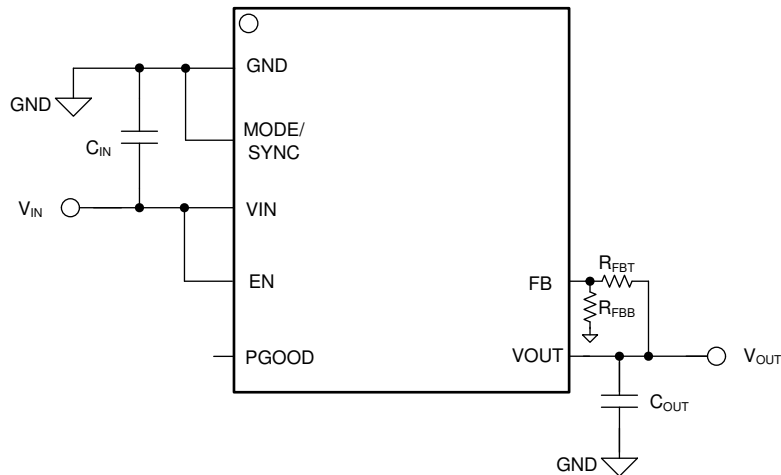 GND
GND
MODE/
SYNC
C_IN
V_IN
VIN
EN
FB
R_FBT
R_FBB
PGOOD
VOUT
V_OUT
C_OUT
GND